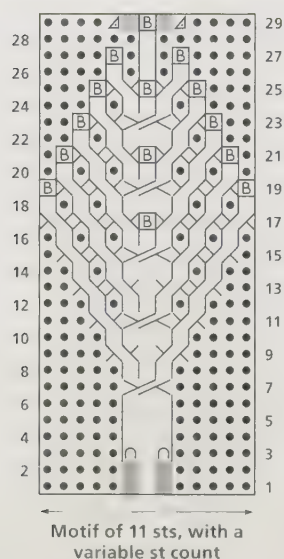 B 29
28
B B 27
26
B B B 25
24
B B 23
22
B B B 21
20
B B 19
18 B 17
16
15
14
13
12
11
10
9
8
7
6
5
4
3
2
1
Motif of 11 sts, with a
variable st count